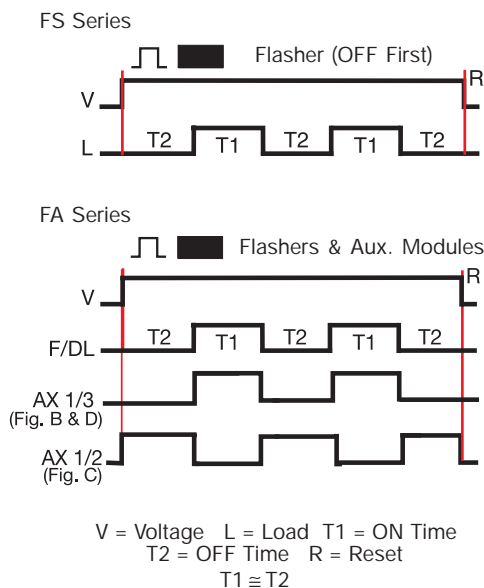 FS Series
Flasher (OFF First)
R
V
L
T2 T1 T2 T1 T2
FA Series
Flashers & Aux. Modules
R
V
F/DL
T2 T1 T2 T1 T2
AX 1/3
(Fig. B & D)
AX 1/2
(Fig. C)
V = Voltage L = Load T1 = ON Time
T2 = OFF Time R = Reset
T1 ≅ T2